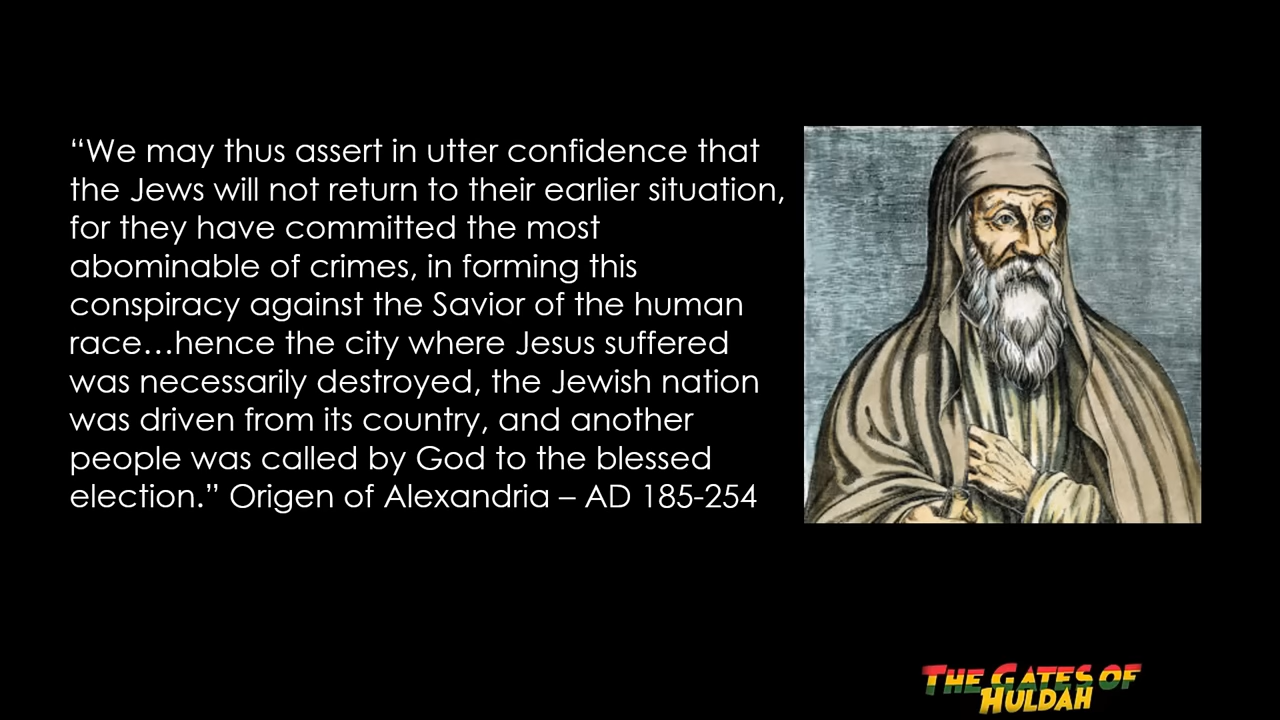 “We may thus assert in utter confidence that
the Jews will not return to their earlier situation,
for they have committed the most
abominable of crimes, in forming this
conspiracy against the Savior of the human
race…hence the city where Jesus suffered
was necessarily destroyed, the Jewish nation
was driven from its country, and another
people was called by God to the blessed
election.” Origen of Alexandria – AD 185-254
THE GATES OF
HULDAH